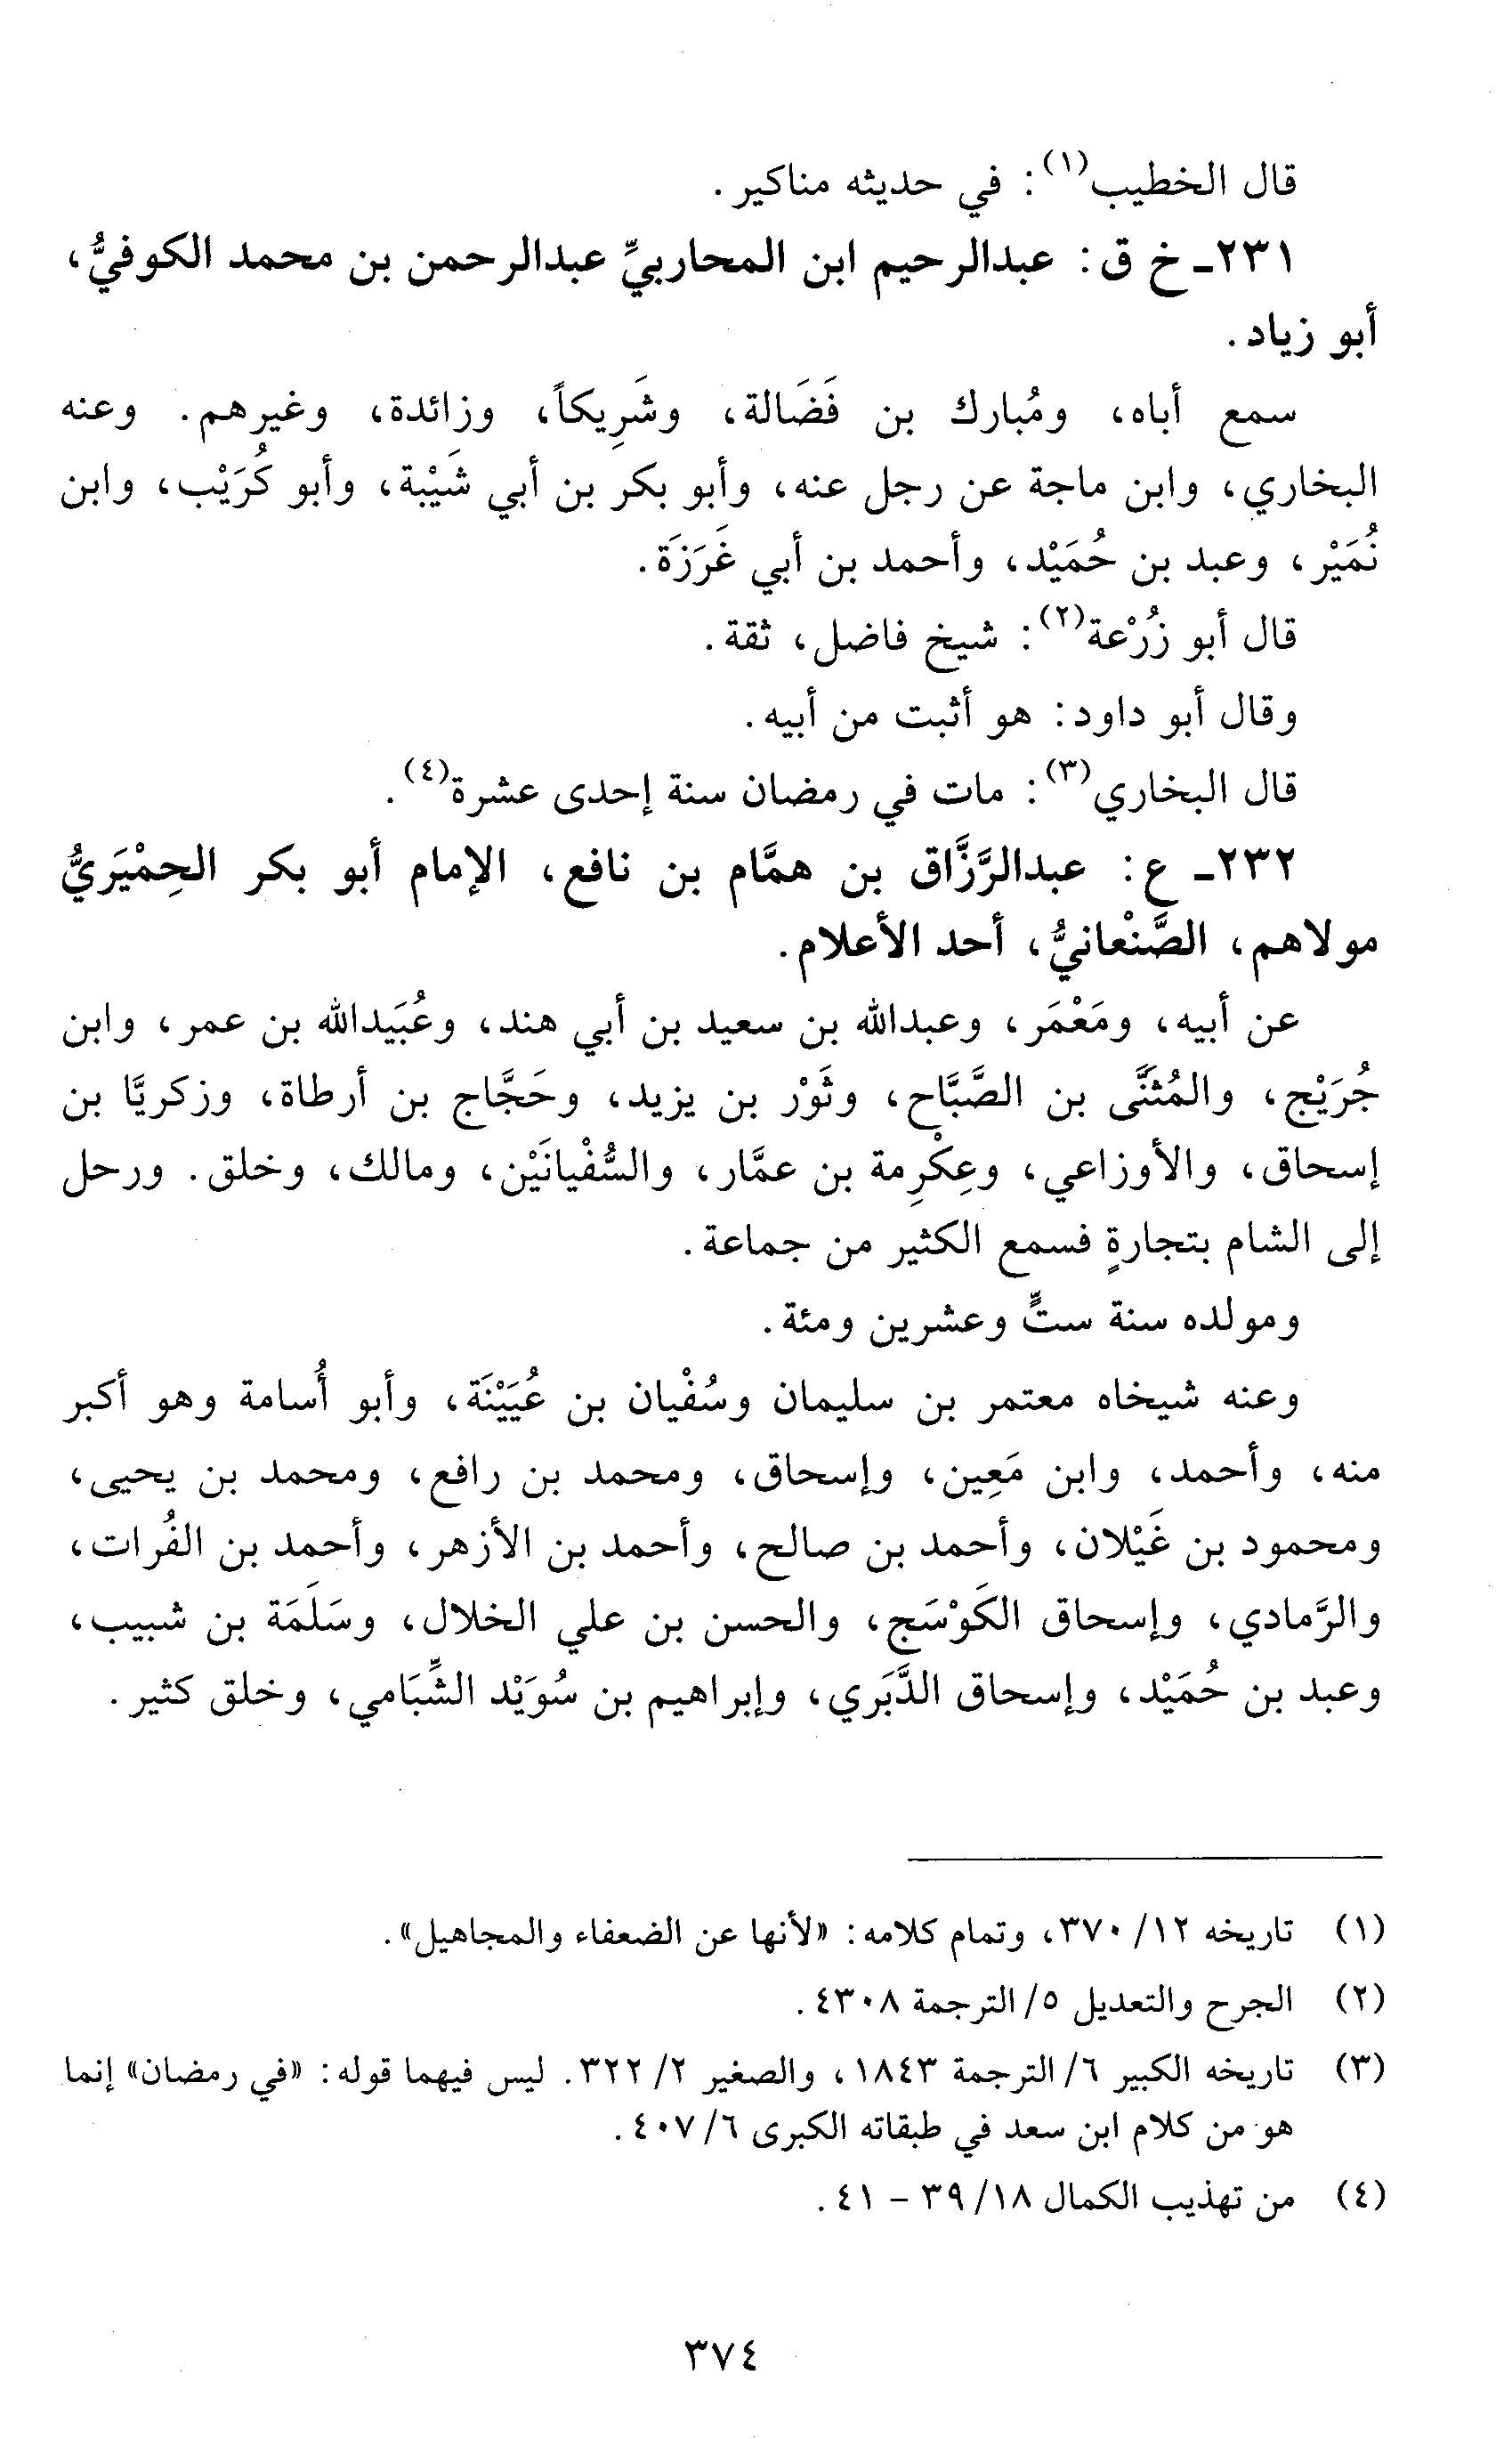 قال الخطيب(١): في حديثه مناكير.
٢٣١ـ خ ق: عبدالرحيم ابن المحاربيِّ عبدالرحمن بن محمد الكوفيُّ،
أبو زياد.
سمع أباه، ومُبارك بن فَضَالة، وشَرِيكاً، وزائدة، وغيرهم. وعنه
البخاري، وابن ماجة عن رجل عنه، وأبو بكر بن أبي شَيْبة، وأبو كُرَيْب، وابن
نُمَيْر، وعبد بن حُمَيْد، وأحمد بن أبي غَرَزَة.
قال أبو زُرْعة(٢): شيخ فاضل، ثقة.
وقال أبو داود: هو أثبت من أبيه.
قال البخاري(٣): مات في رمضان سنة إحدى عشرة(٤).
٢٣٢ـ ع: عبدالرَّزَّاق بن همَّام بن نافع، الإمام أبو بكر الحِمْيَريُّ
مولاهم، الصَّنْعانيُّ، أحد الأعلام.
عن أبيه، ومَعْمَر، وعبدالله بن سعيد بن أبي هند، وعُبَيدالله بن عمر، وابن
جُرَيْج، والمُثنَّى بن الصَّبَّاح، وثَوْر بن يزيد، وحَجَّاج بن أرطاة، وزكريَّا بن
إسحاق، والأوزاعي، وعِكْرِمة بن عمَّار، والسُّفْيانَيْن، ومالك، وخلق. ورحل
إلى الشام بتجارةٍ فسمع الكثير من جماعة.
ومولده سنة ستٍّ وعشرين ومئة.
وعنه شيخاه معتمر بن سليمان وسُفْيان بن عُيَيْنَة، وأبو أُسامة وهو أكبر
منه، وأحمد، وابن مَعِين، وإسحاق، ومحمد بن رافع، ومحمد بن يحيى،
ومحمود بن غَيْلان، وأحمد بن صالح، وأحمد بن الأزهر، وأحمد بن الفُرات،
والرَّمادي، وإسحاق الكَوْسَج، والحسن بن علي الخلال، وسَلَمَة بن شبيب،
وعبد بن حُمَيْد، وإسحاق الدَّبَري، وإبراهيم بن سُوَيْد الشِّبَامي، وخلق كثير.
(١) تاريخه ١٢/ ٣٧٠، وتمام كلامه: «لأنها عن الضعفاء والمجاهيل».
(٢) الجرح والتعديل ٥/ الترجمة ٤٣٠٨.
(٣) تاريخه الكبير ٦/ الترجمة ١٨٤٣، والصغير ٢/ ٣٢٢. ليس فيهما قوله: «في رمضان» إنما
هو من كلام ابن سعد في طبقاته الكبرى ٦/ ٤٠٧.
(٤) من تهذيب الكمال ١٨/ ٣٩ - ٤١.
٣٧٤